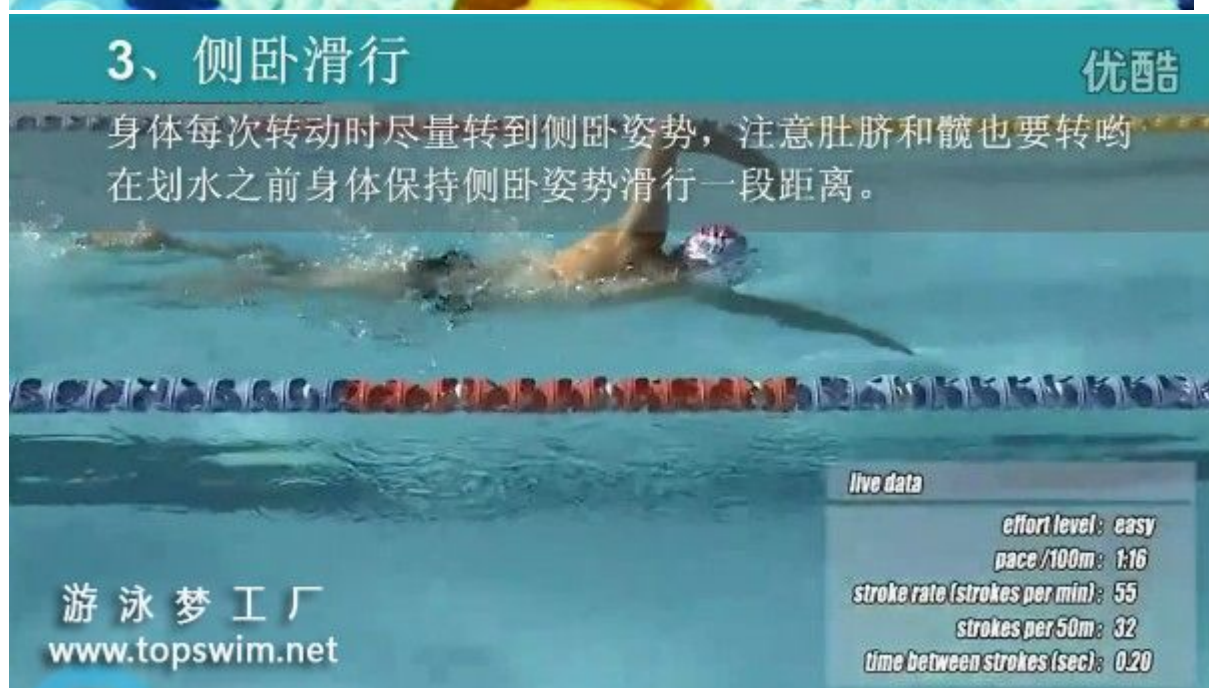 3、侧卧滑行
优酷
身体每次转动时尽量转到侧卧姿势，注意肚脐和髋也要转哟
在划水之前身体保持侧卧姿势滑行一段距离。
live data
effort level: easy
pace /100m: 1:16
stroke rate (strokes per min): 55
strokes per 50m: 32
time between strokes (sec): 0.20
游泳梦工厂
www.topswim.net